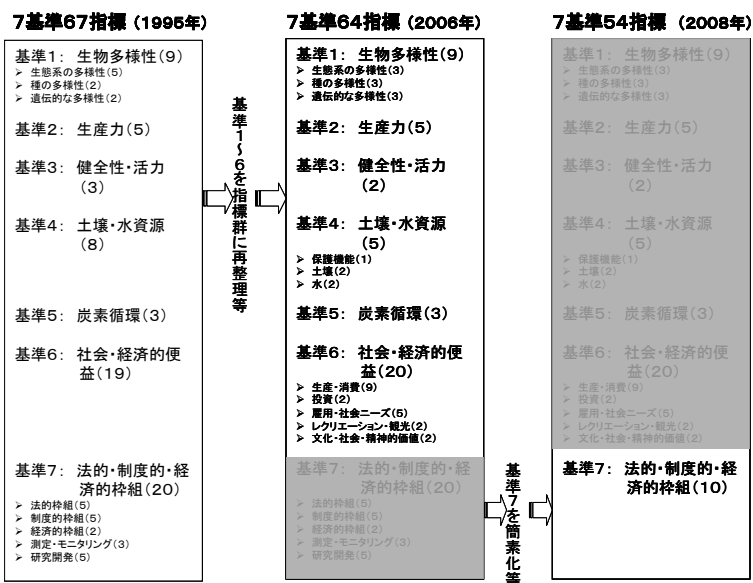 7基準67指標（1995年）
基準1： 生物多様性（9）
➢ 生態系の多様性（5）
➢ 種の多様性（2）
➢ 遺伝的な多様性（2）
基準2： 生産力（5）
基準3： 健全性・活力
（3）
基準4： 土壌・水資源
（8）
基準5： 炭素循環（3）
基準6： 社会・経済的便
益（19）
基準7： 法的・制度的・経
済的枠組（20）
➢ 法的枠組（5）
➢ 制度的枠組（5）
➢ 経済的枠組（2）
➢ 測定・モニタリング（3）
➢ 研究開発（5）
基準1～6を指標群に再整理等
7基準64指標（2006年）
基準1： 生物多様性（9）
➢ 生態系の多様性（3）
➢ 種の多様性（3）
➢ 遺伝的な多様性（3）
基準2： 生産力（5）
基準3： 健全性・活力
（2）
基準4： 土壌・水資源
（5）
➢ 保護機能（1）
➢ 土壌（2）
➢ 水（2）
基準5： 炭素循環（3）
基準6： 社会・経済的便
益（20）
➢ 生産・消費（9）
➢ 投資（2）
➢ 雇用・社会ニーズ（5）
➢ レクリエーション・観光（2）
➢ 文化・社会・精神的価値（2）
基準7： 法的・制度的・経
済的枠組（20）
➢ 法的枠組（5）
➢ 制度的枠組（5）
➢ 経済的枠組（2）
➢ 測定・モニタリング（3）
➢ 研究開発（5）
基準7を簡素化等
7基準54指標（2008年）
基準1： 生物多様性（9）
➢ 生態系の多様性（3）
➢ 種の多様性（3）
➢ 遺伝的な多様性（3）
基準2： 生産力（5）
基準3： 健全性・活力
（2）
基準4： 土壌・水資源
（5）
➢ 保護機能（1）
➢ 土壌（2）
➢ 水（2）
基準5： 炭素循環（3）
基準6： 社会・経済的便
益（20）
➢ 生産・消費（9）
➢ 投資（2）
➢ 雇用・社会ニーズ（5）
➢ レクリエーション・観光（2）
➢ 文化・社会・精神的価値（2）
基準7： 法的・制度的・経
済的枠組（10）